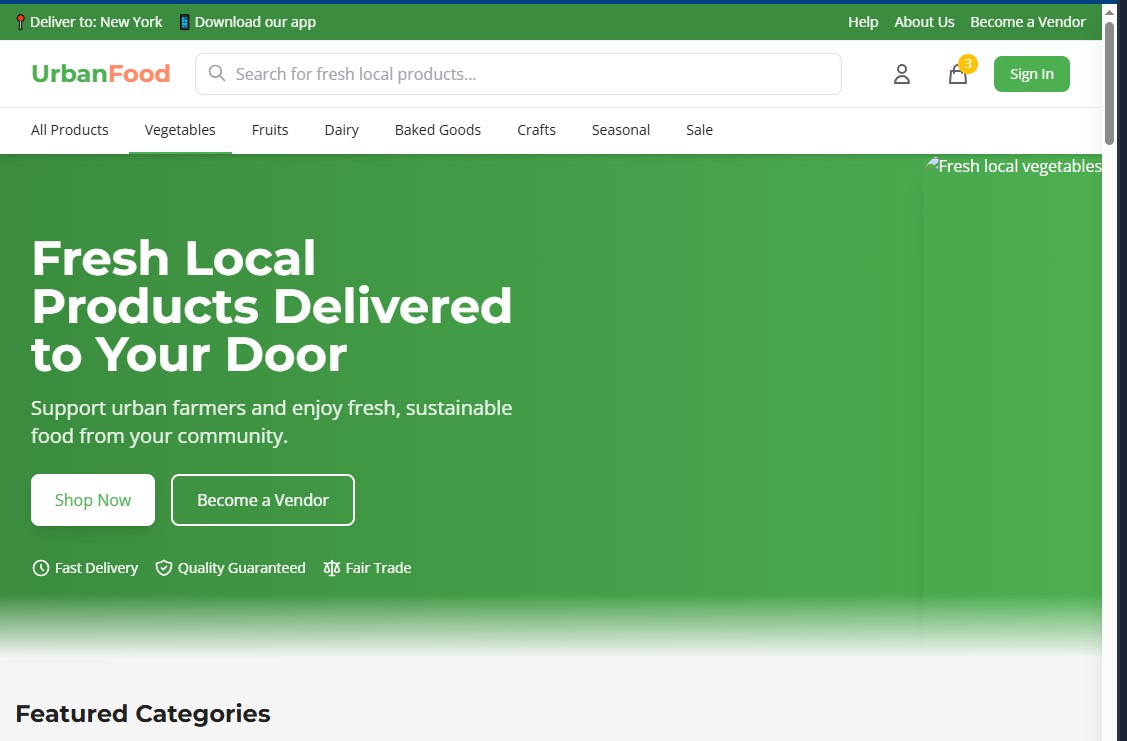 Deliver to: New York Download our app Help About Us Become a Vendor
UrbanFood Search for fresh local products... 3 Sign In
All Products Vegetables Fruits Dairy Baked Goods Crafts Seasonal Sale
Fresh local vegetables
Fresh Local
Products Delivered
to Your Door
Support urban farmers and enjoy fresh, sustainable
food from your community.
Shop Now Become a Vendor
Fast Delivery Quality Guaranteed Fair Trade
Featured Categories